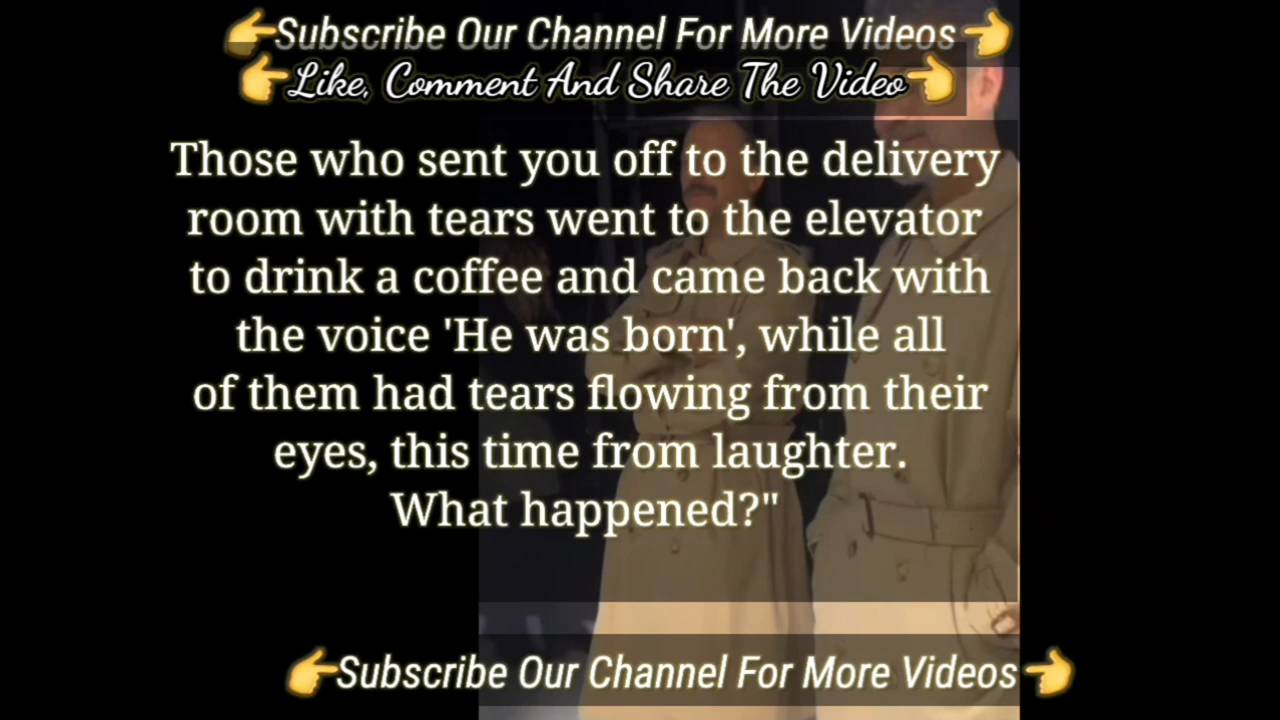 👉Subscribe Our Channel For More Videos👈
👉Like, Comment And Share The Video👈
Those who sent you off to the delivery
room with tears went to the elevator
to drink a coffee and came back with
the voice 'He was born', while all
of them had tears flowing from their
eyes, this time from laughter.
What happened?"
👉Subscribe Our Channel For More Videos👈